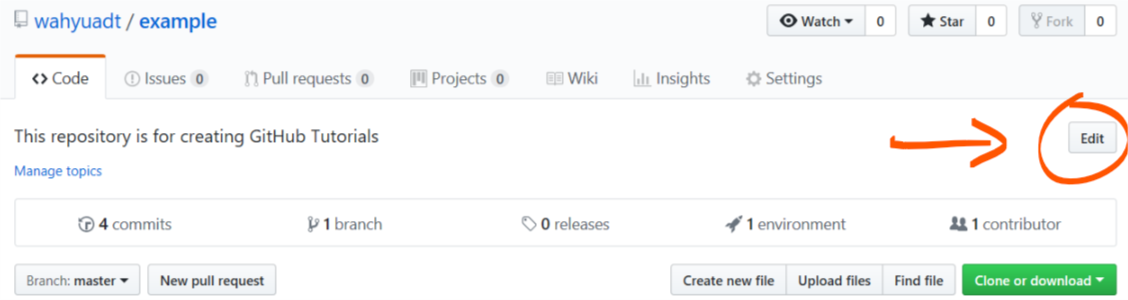 wahyuadt / example Watch 0 Star 0 Fork 0
Code Issues 0 Pull requests 0 Projects 0 Wiki Insights Settings
This repository is for creating GitHub Tutorials Edit
Manage topics
4 commits 1 branch 0 releases 1 environment 1 contributor
Branch: master New pull request Create new file Upload files Find file Clone or download